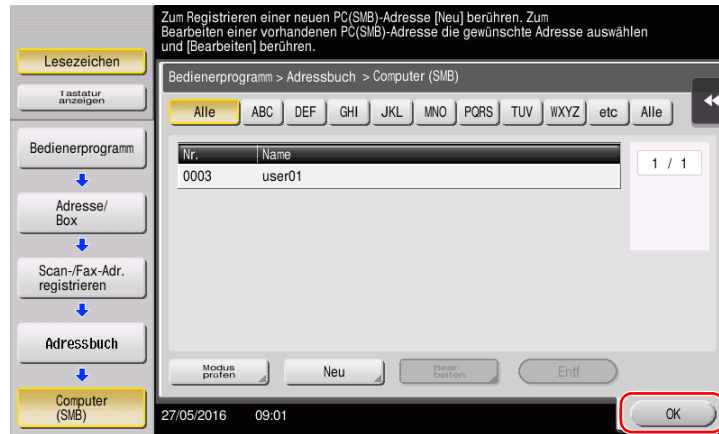 Zum Registrieren einer neuen PC(SMB)-Adresse [Neu] berühren. Zum
Bearbeiten einer vorhandenen PC(SMB)-Adresse die gewünschte Adresse auswählen
und [Bearbeiten] berühren.
Lesezeichen
Tastatur
anzeigen
Bedienerprogramm
Adresse/
Box
Scan-/Fax-Adr.
registrieren
Adressbuch
Computer
(SMB)
Bedienerprogramm > Adressbuch > Computer (SMB)
Alle ABC DEF GHI JKL MNO PQRS TUV WXYZ etc Alle
Nr. Name
0003 user01
1 / 1
Modus
prüfen
Neu
Bear-
beiten
Entf
27/05/2016 09:01
OK